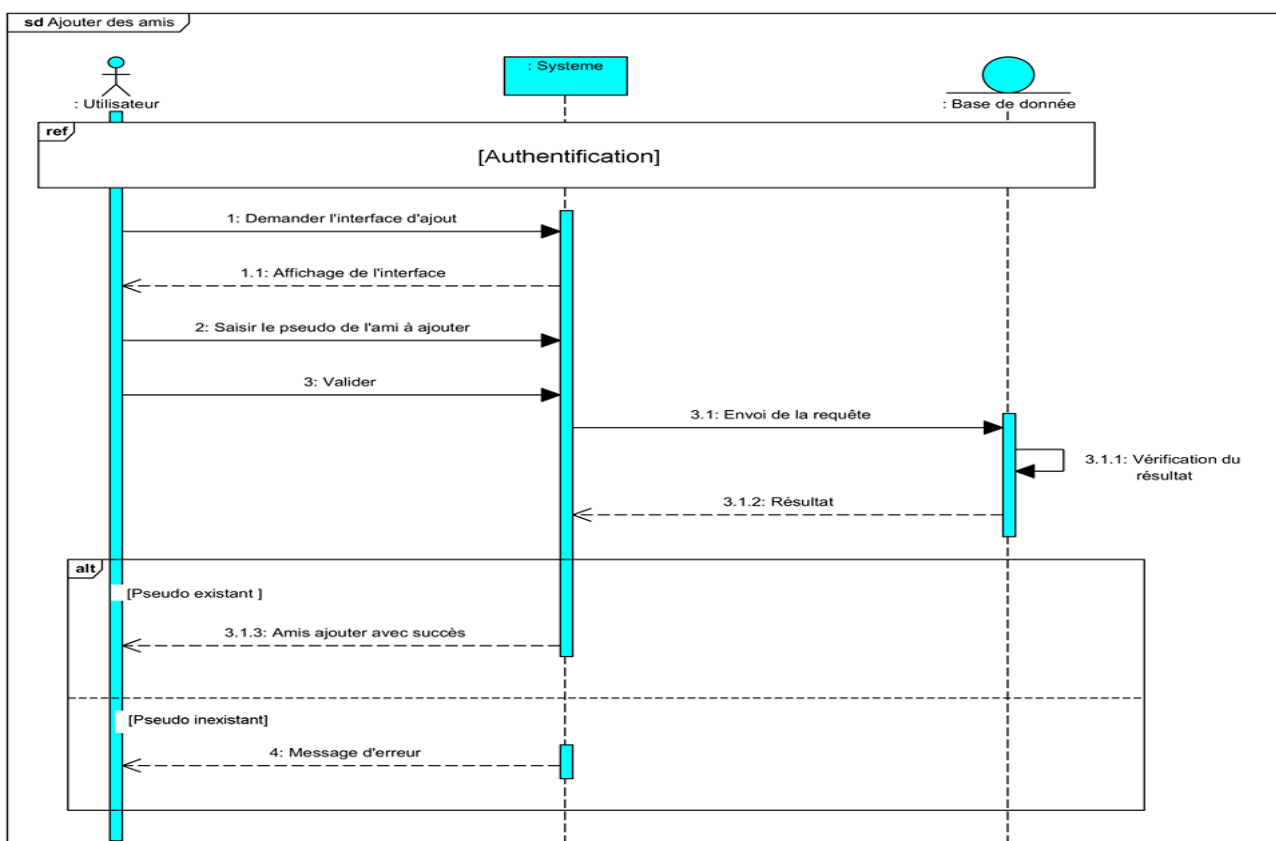 sd Ajouter des amis
: Utilisateur
: Systeme
: Base de donnée
ref
[Authentification]
1: Demander l'interface d'ajout
1.1: Affichage de l'interface
2: Saisir le pseudo de l'ami à ajouter
3: Valider
3.1: Envoi de la requête
3.1.1: Vérification du
résultat
3.1.2: Résultat
alt
[Pseudo existant ]
3.1.3: Amis ajouter avec succès
[Pseudo inexistant]
4: Message d'erreur